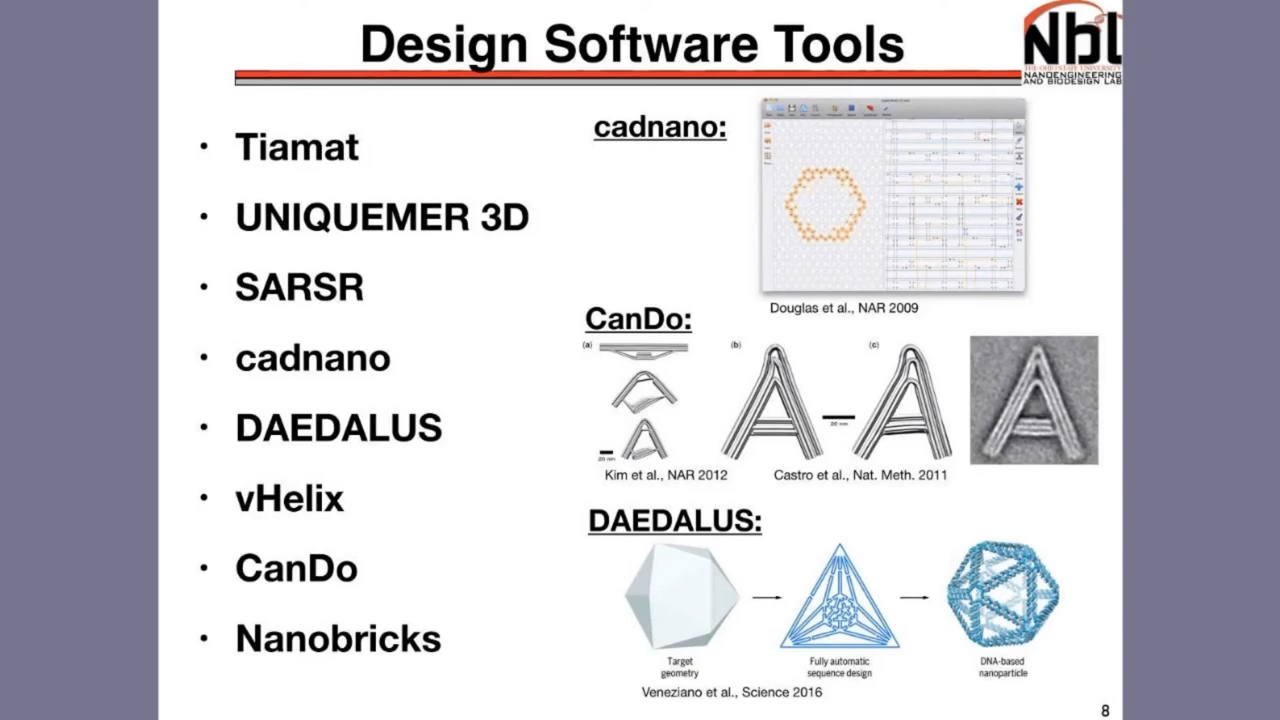 Design Software Tools
Nbl
THE OHIO STATE UNIVERSITY
NANOENGINEERING
AND BIODESIGN LAB
• Tiamat
• UNIQUEMER 3D
• SARSR
• cadnano
• DAEDALUS
• vHelix
• CanDo
• Nanobricks
cadnano:
Douglas et al., NAR 2009
CanDo:
(a)
(b)
(c)
20 nm
20 nm
Kim et al., NAR 2012
Castro et al., Nat. Meth. 2011
DAEDALUS:
Target
geometry
Fully automatic
sequence design
DNA-based
nanoparticle
Veneziano et al., Science 2016
8